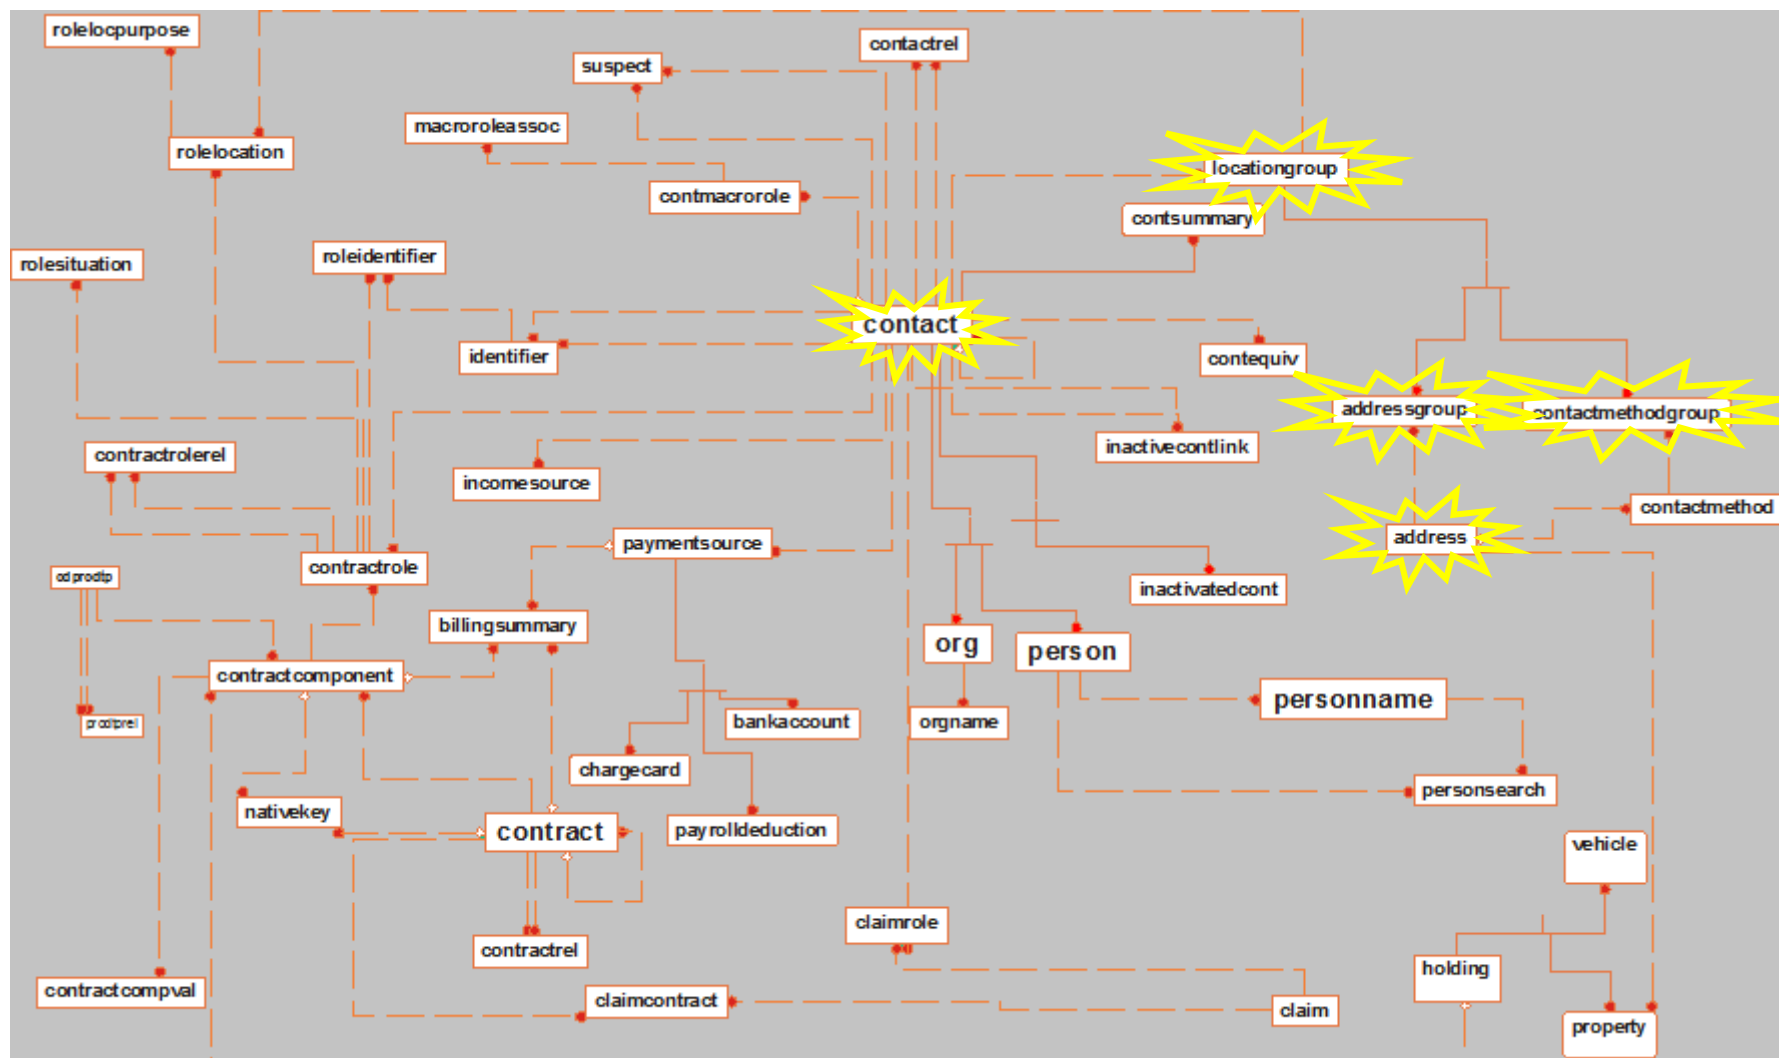 rolelocpurpose
contactrel
suspect
macroroleassoc
rolelocation
locationgroup
contmacrorole
contsummary
roleidentifier
rolesituation
contact
identifier
contequiv
addressgroup
contactmethodgroup
inactivecontlink
contractrolerel
incomesource
contactmethod
address
paymentsource
contractrole
cdprodtp
inactivatedcont
billingsummary
org
person
contractcomponent
personname
prodtprel
bankaccount
orgname
chargecard
personsearch
nativekey
contract
payrolldeduction
vehicle
claimrole
contractrel
holding
contractcompval
claimcontract
claim
property